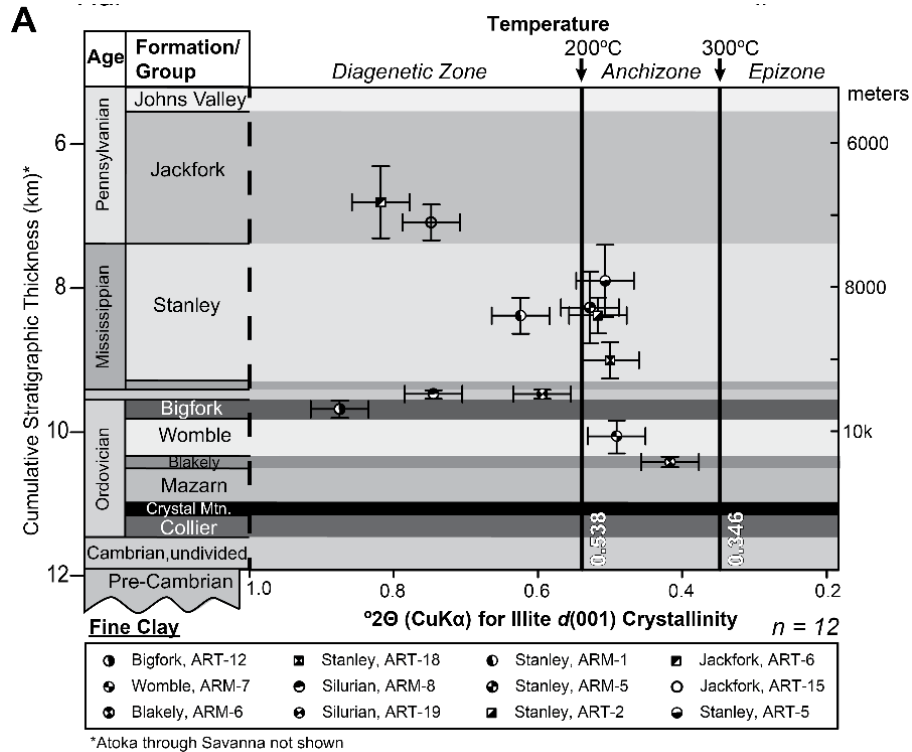 A
Temperature
200°C
300°C
Age
Formation/
Group
Diagenetic Zone
Anchizone
Epizone
Johns Valley
meters
6
6000
Pennsylvanian
Jackfork
Cumulative Stratigraphic Thickness (km)*
8
8000
Mississippian
Stanley
Bigfork
10
10k
Womble
Ordovician
Blakely
Mazarn
Crystal Mtn.
Collier
0.538
0.346
Cambrian,undivided
12
Pre-Cambrian
1.0
0.8
0.6
0.4
0.2
°2Θ (CuKα) for Illite d(001) Crystallinity
n = 12
Fine Clay
Bigfork, ART-12
Stanley, ART-18
Stanley, ARM-1
Jackfork, ART-6
Womble, ARM-7
Silurian, ARM-8
Stanley, ARM-5
Jackfork, ART-15
Blakely, ARM-6
Silurian, ART-19
Stanley, ART-2
Stanley, ART-5
*Atoka through Savanna not shown